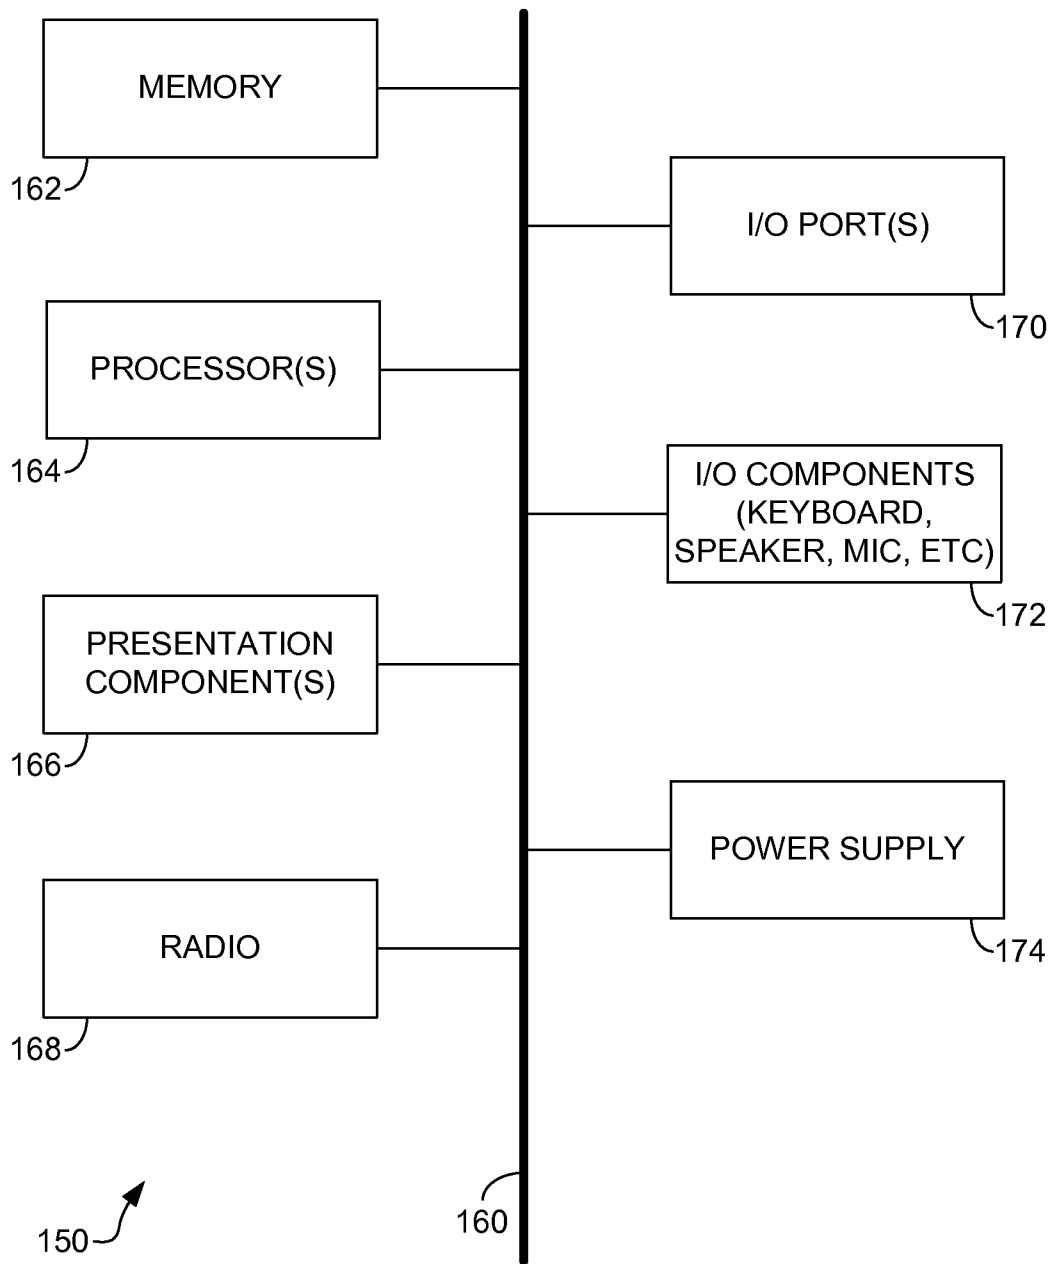 MEMORY
162
I/O PORT(S)
170
PROCESSOR(S)
164
I/O COMPONENTS
(KEYBOARD,
SPEAKER, MIC, ETC)
172
PRESENTATION
COMPONENT(S)
166
POWER SUPPLY
174
RADIO
168
160
150